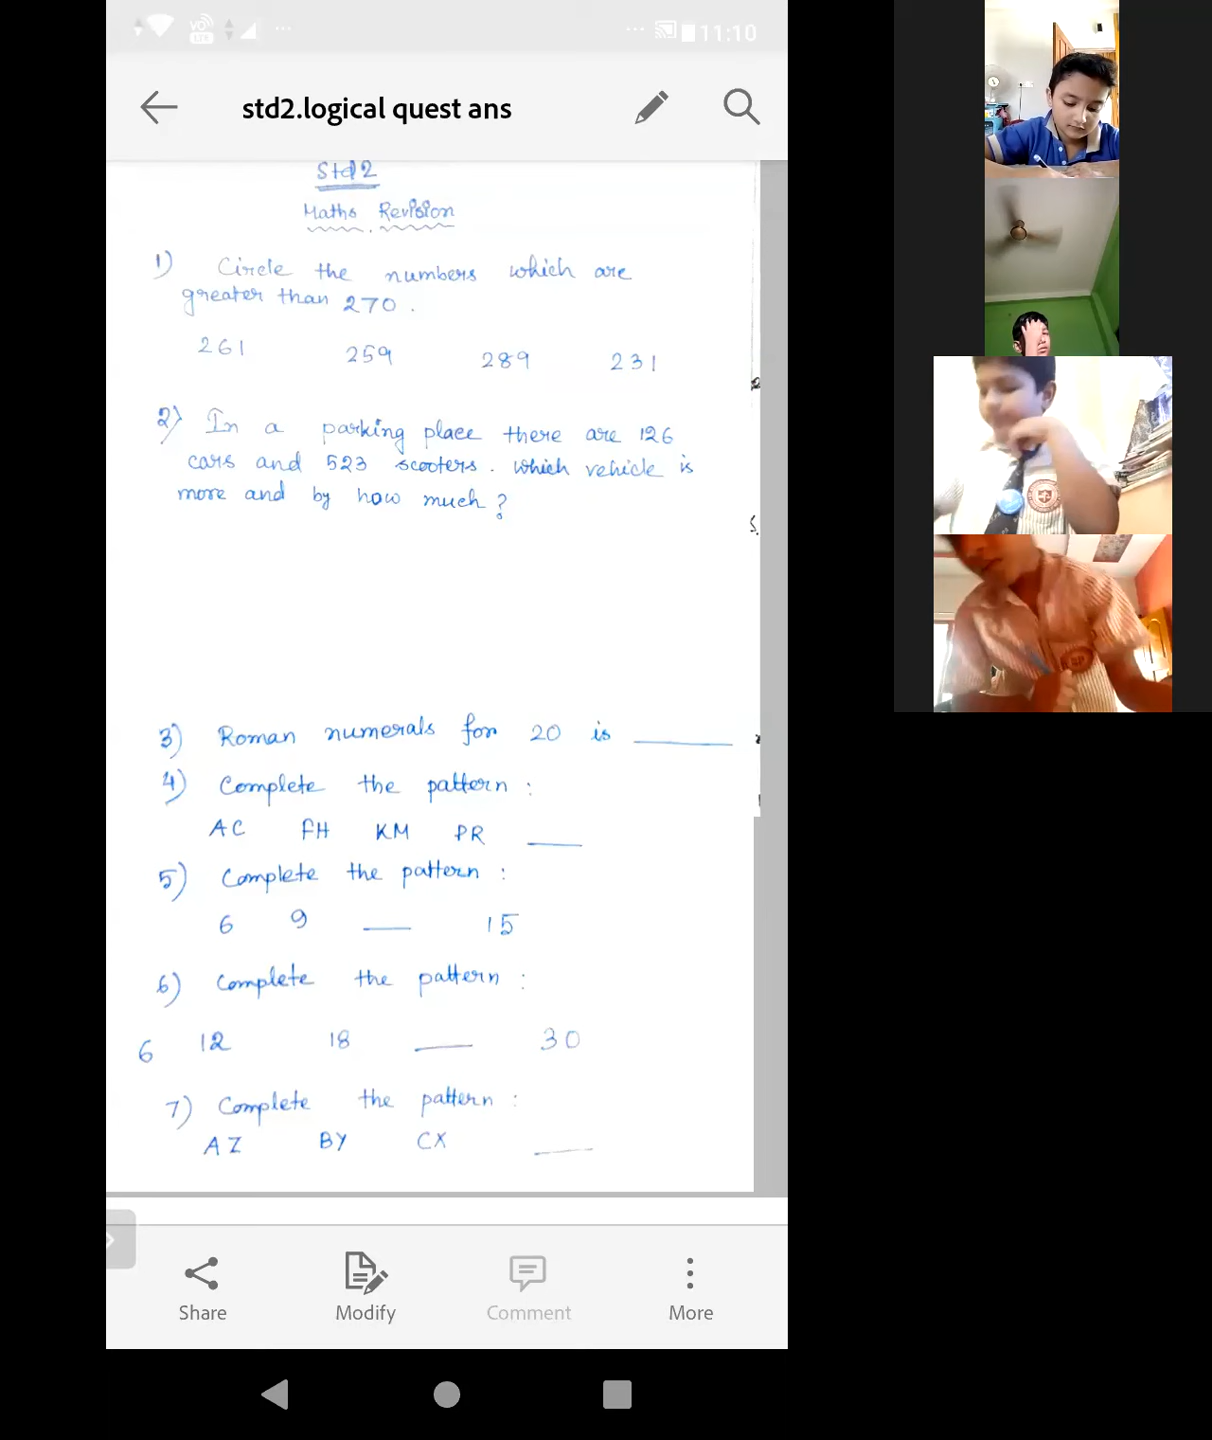 VO
LTE
11:10
std2.logical quest ans
Std 2
Maths Revision
1) Circle the numbers which are
greater than 270.
261 259 289 231
2) In a parking place there are 126
cars and 523 scooters. which vehicle is
more and by how much?
3) Roman numerals for 20 is
4) Complete the pattern :
AC FH KM PR
5) Complete the pattern :
6 9 15
6) Complete the pattern :
6 12 18 30
7) Complete the pattern :
AZ BY CX
Share Modify Comment More